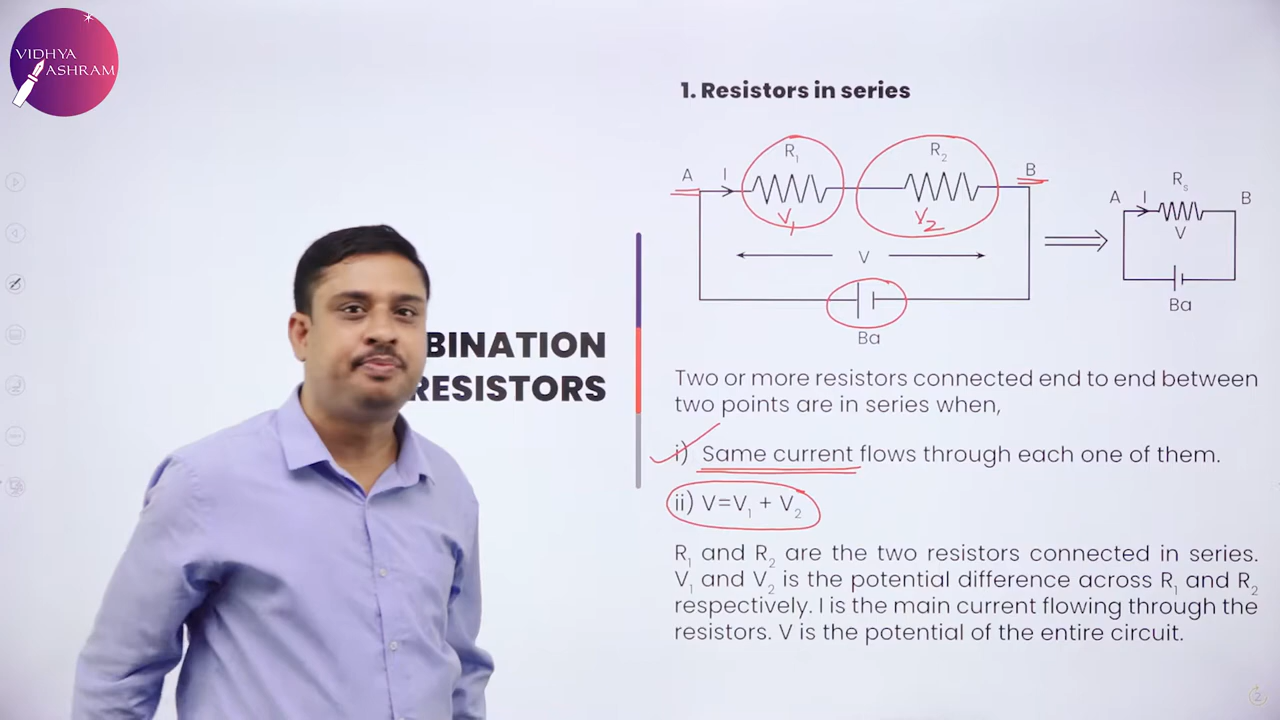 VIDHYA
ASHRAM
BINATION
RESISTORS
1. Resistors in series
R₁
R₂
A
I
B
V₁
V₂
V
Ba
Rₛ
A
I
B
V
Ba
Two or more resistors connected end to end between
two points are in series when,
i) Same current flows through each one of them.
ii) V=V₁ + V₂
R₁ and R₂ are the two resistors connected in series.
V₁ and V₂ is the potential difference across R₁ and R₂
respectively. I is the main current flowing through the
resistors. V is the potential of the entire circuit.
2